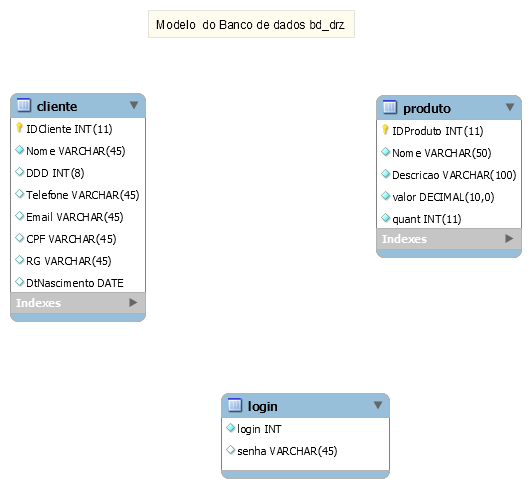 Modelo do Banco de dados bd_drz.
cliente
IDCliente INT(11)
Nome VARCHAR(45)
DDD INT(8)
Telefone VARCHAR(45)
Email VARCHAR(45)
CPF VARCHAR(45)
RG VARCHAR(45)
DtNascimento DATE
Indexes
produto
IDProduto INT(11)
Nome VARCHAR(50)
Descricao VARCHAR(100)
valor DECIMAL(10,0)
quant INT(11)
Indexes
login
login INT
senha VARCHAR(45)